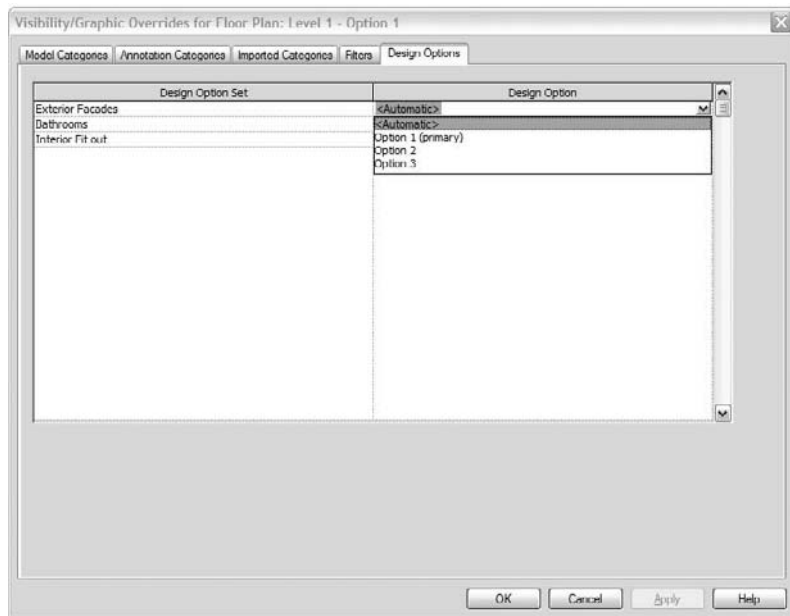 Visibility/Graphic Overrides for Floor Plan: Level 1 - Option 1
Model Categories Annotation Categories Imported Categories Filters Design Options
Design Option Set Design Option
Exterior Facades <Automatic>
Bathrooms <Automatic>
Interior Fit out Option 1 (primary)
Option 2
Option 3
OK Cancel Apply Help